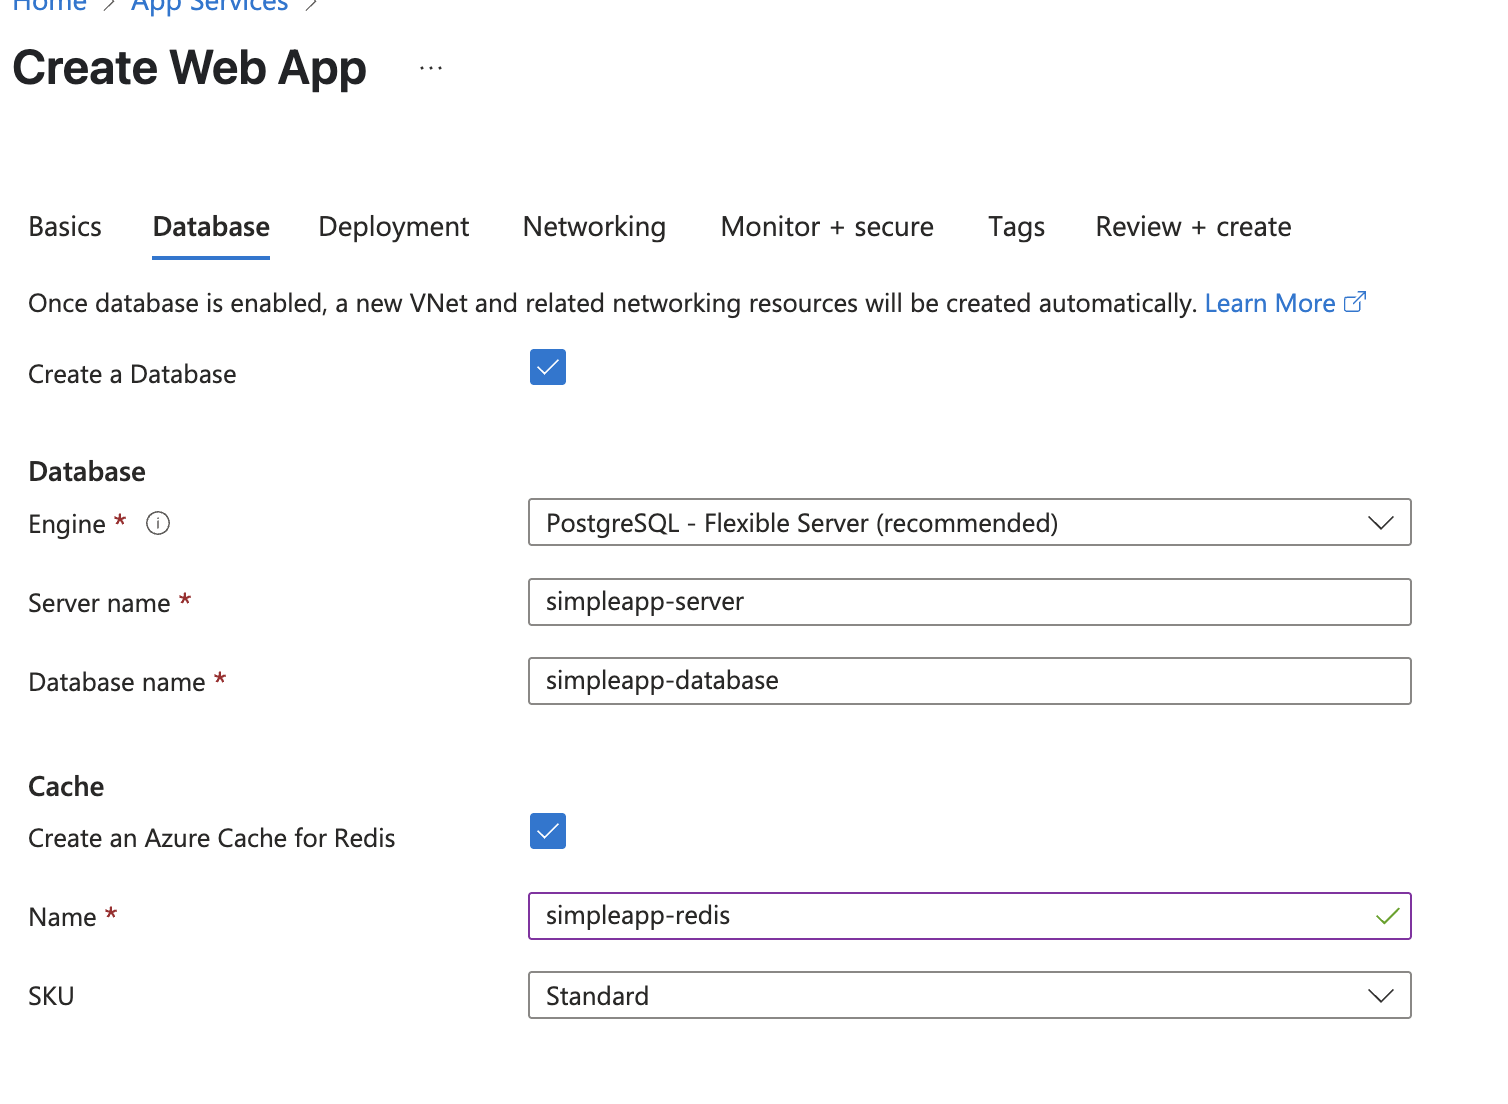 Home > App Services >
Create Web App ...
Basics Database Deployment Networking Monitor + secure Tags Review + create
Once database is enabled, a new VNet and related networking resources will be created automatically. Learn More
Create a Database
Database
Engine * PostgreSQL - Flexible Server (recommended)
Server name * simpleapp-server
Database name * simpleapp-database
Cache
Create an Azure Cache for Redis
Name * simpleapp-redis
SKU Standard